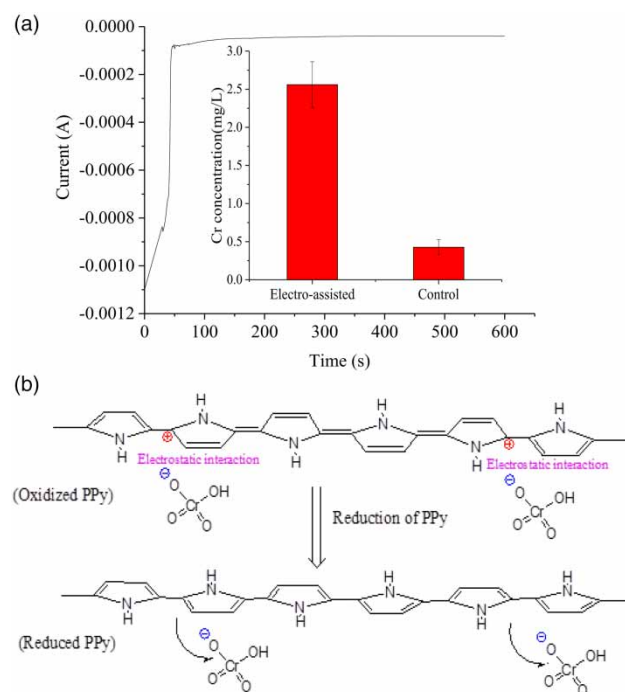 (a)
0.0000
-0.0002
-0.0004
-0.0006
-0.0008
-0.0010
-0.0012
Current (A)
0 100 200 300 400 500 600
Time (s)
3.0
2.5
2.0
1.5
1.0
0.5
0.0
Cr concentration(mg/L)
Electro-assisted Control
(b)
H H H
N N N
⊕ ⊕
N N N
H H H
Electrostatic interaction Electrostatic interaction
⊖ ⊖
(Oxidized PPy)
O OH O OH
Cr Cr
O O O O
Reduction of PPy
H H H
N N N
N N N
H H H
(Reduced PPy)
⊖ ⊖
O OH O OH
Cr Cr
O O O O